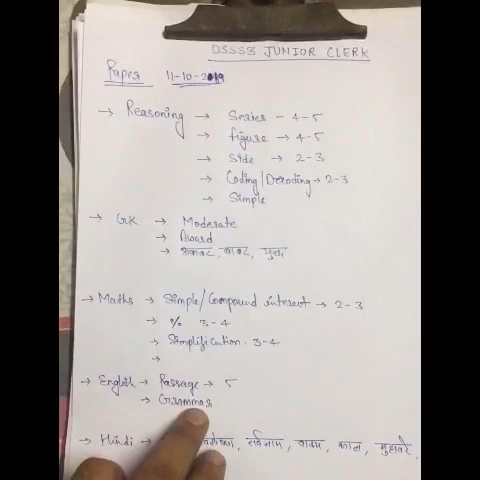 DSSSB JUNIOR CLERK
Paper 11-10-2019
→ Reasoning → Series - 4-5
→ figure → 4-5
→ Side → 2-3
→ Coding/Decoding → 2-3
→ Simple
→ GK → Moderate
→ Award
→ बाबर,
→ Maths → Simple/Compound interest → 2-3
→ % 3-4
→ Simplification. 3-4
→
→ English → Passage → 5
→ Grammar
→ Hindi सर्वनाम, वाक्य, काल, मुहावरे.